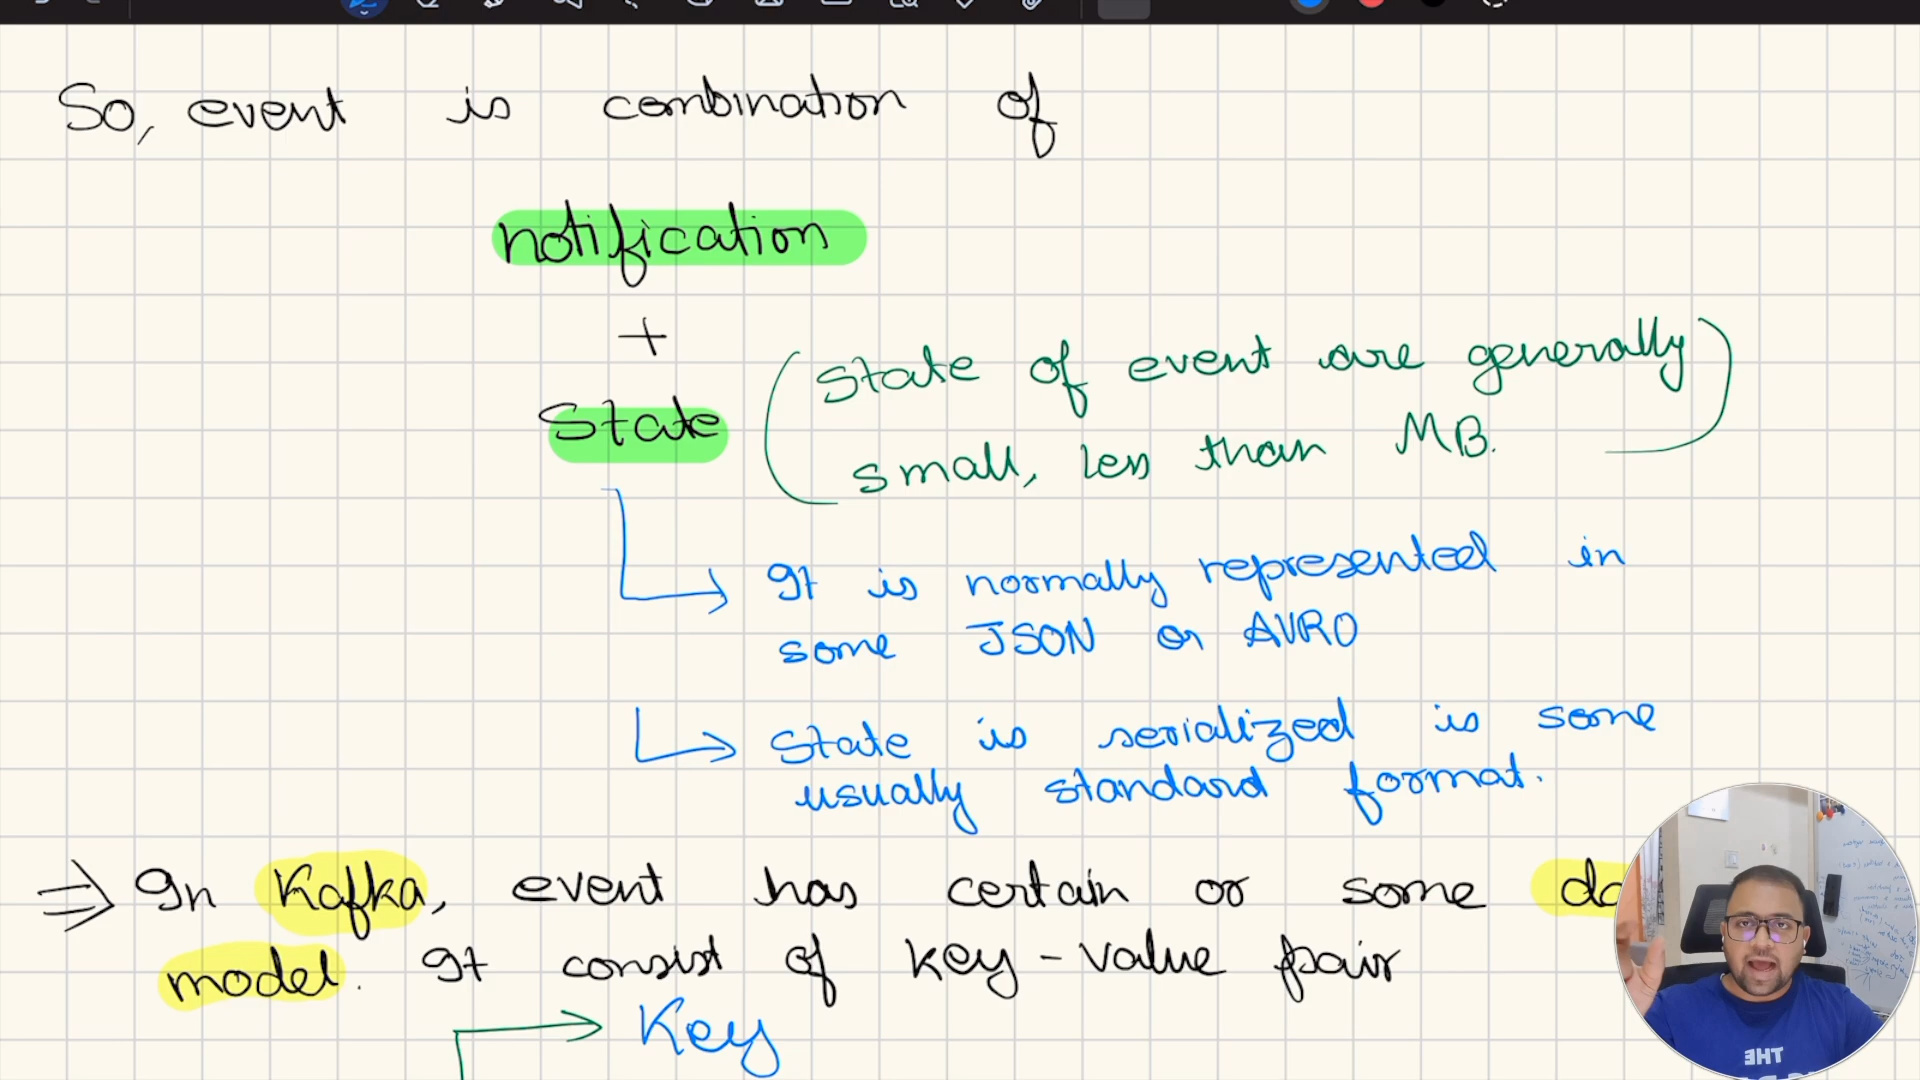 So, event is combination of
notification
+
State
(State of event are generally
small, less than MB.)
It is normally represented in
some JSON or AVRO
State is serialized is some
usually standard format.
⇒ In Kafka, event has certain or some
model. It consist of key-value pair
Key
THE